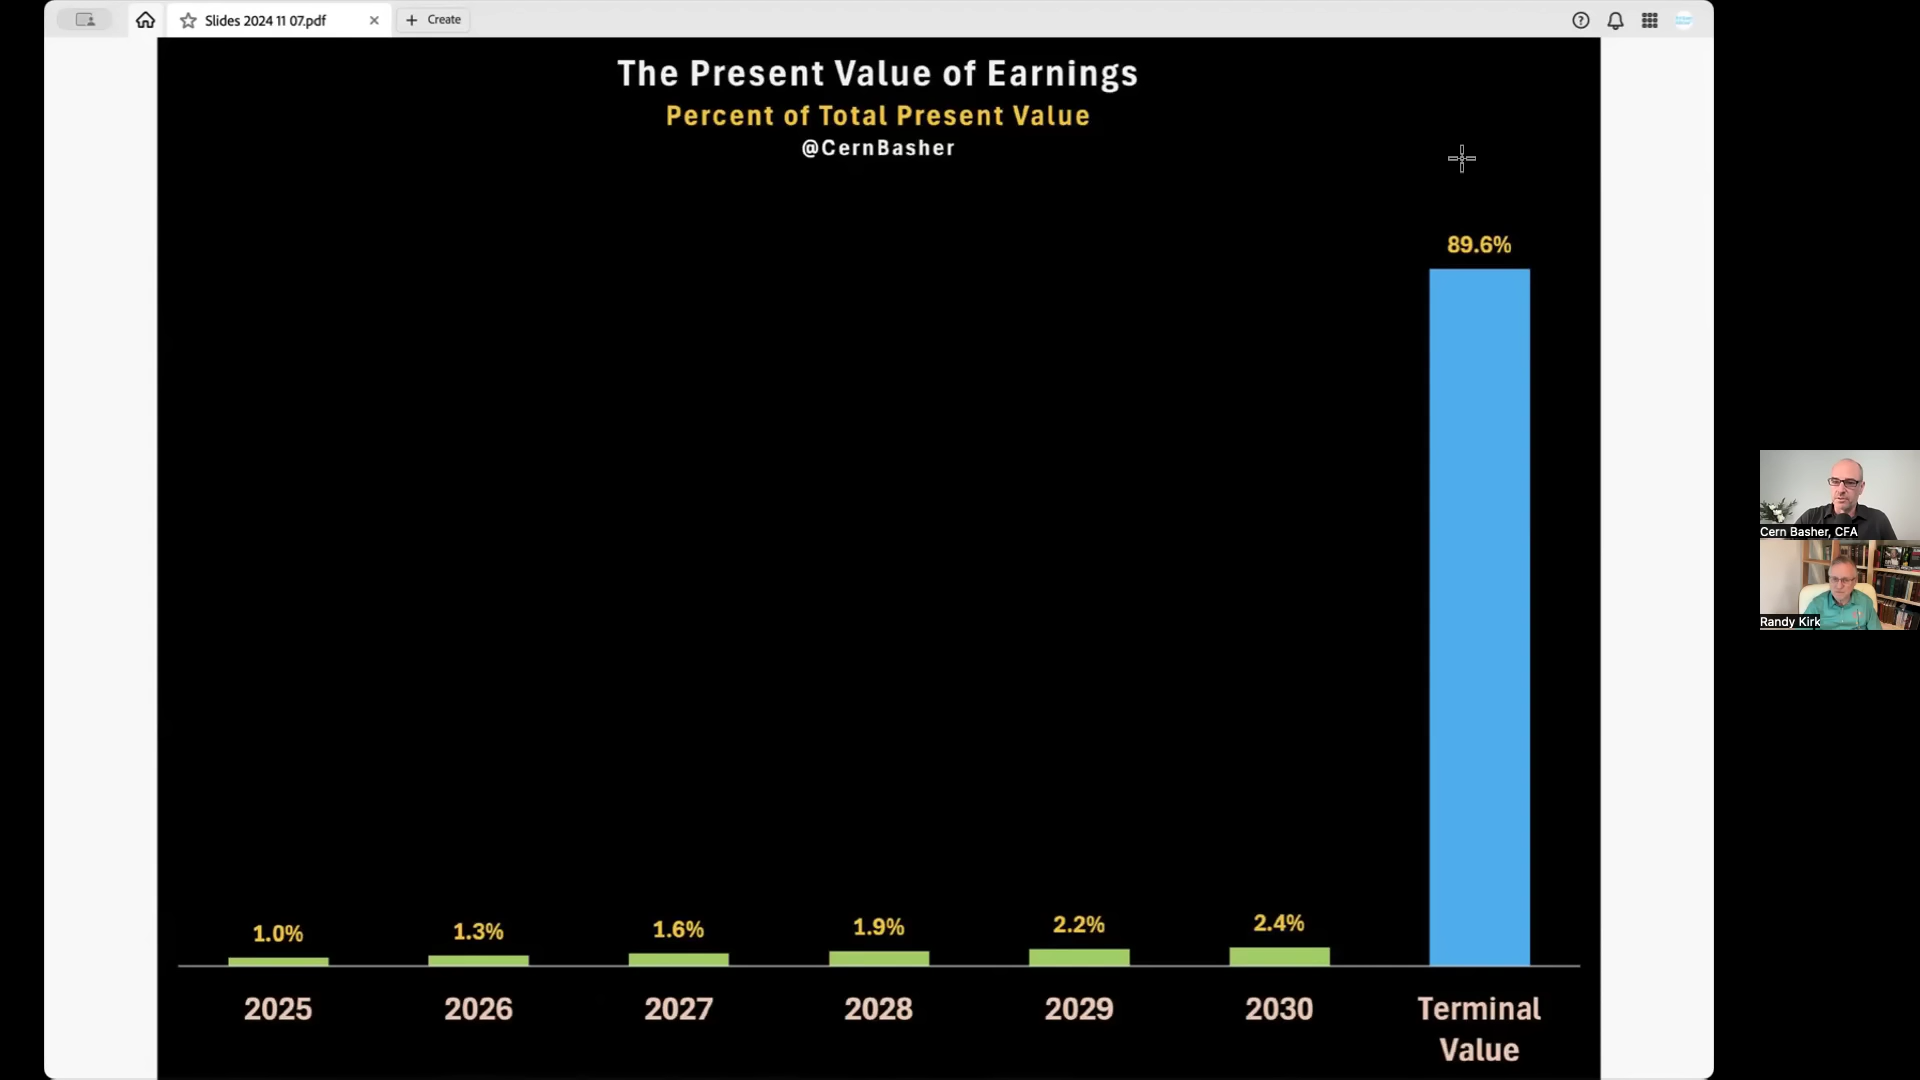 Slides 2024 11 07.pdf
Create
The Present Value of Earnings
Percent of Total Present Value
@CernBasher
89.6%
1.0%
1.3%
1.6%
1.9%
2.2%
2.4%
2025
2026
2027
2028
2029
2030
Terminal
Value
Cern Basher, CFA
Randy Kirk